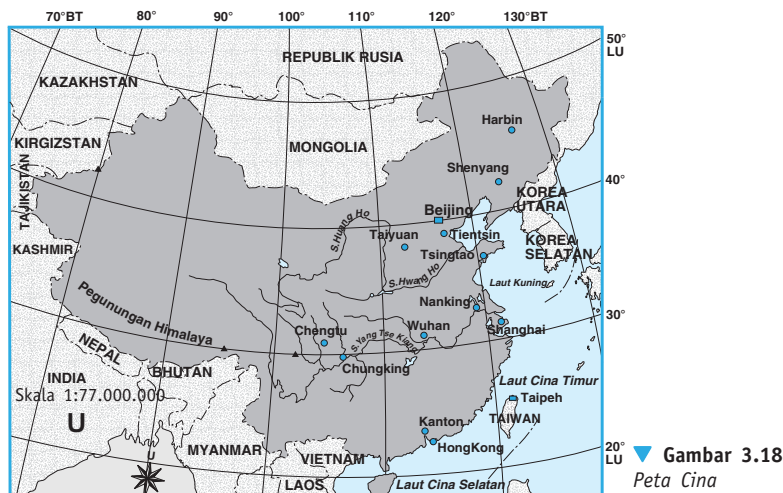 70°BT 80° 90° 100° 110° 120° 130°BT
50°
LU
REPUBLIK RUSIA
KAZAKHSTAN
Harbin
KIRGIZSTAN
MONGOLIA
Shenyang
TAJIKISTAN
40°
KOREA
UTARA
Beijing
S.Huang Ho
Taiyuan
Tientsin
KOREA
SELATAN
KASHMIR
Tsingtao
S.Hwang Ho
Laut Kuning
Pegunungan Himalaya
Nanking
30°
Chengtu
S.Yang Tse Kiang
Wuhan
Shanghai
NEPAL
Chungking
BHUTAN
INDIA
Laut Cina Timur
Skala 1:77.000.000
Taipeh
U
Kanton
TAIWAN
HongKong
20°
LU
MYANMAR
VIETNAM
U
LAOS
Laut Cina Selatan
Gambar 3.18
Peta Cina